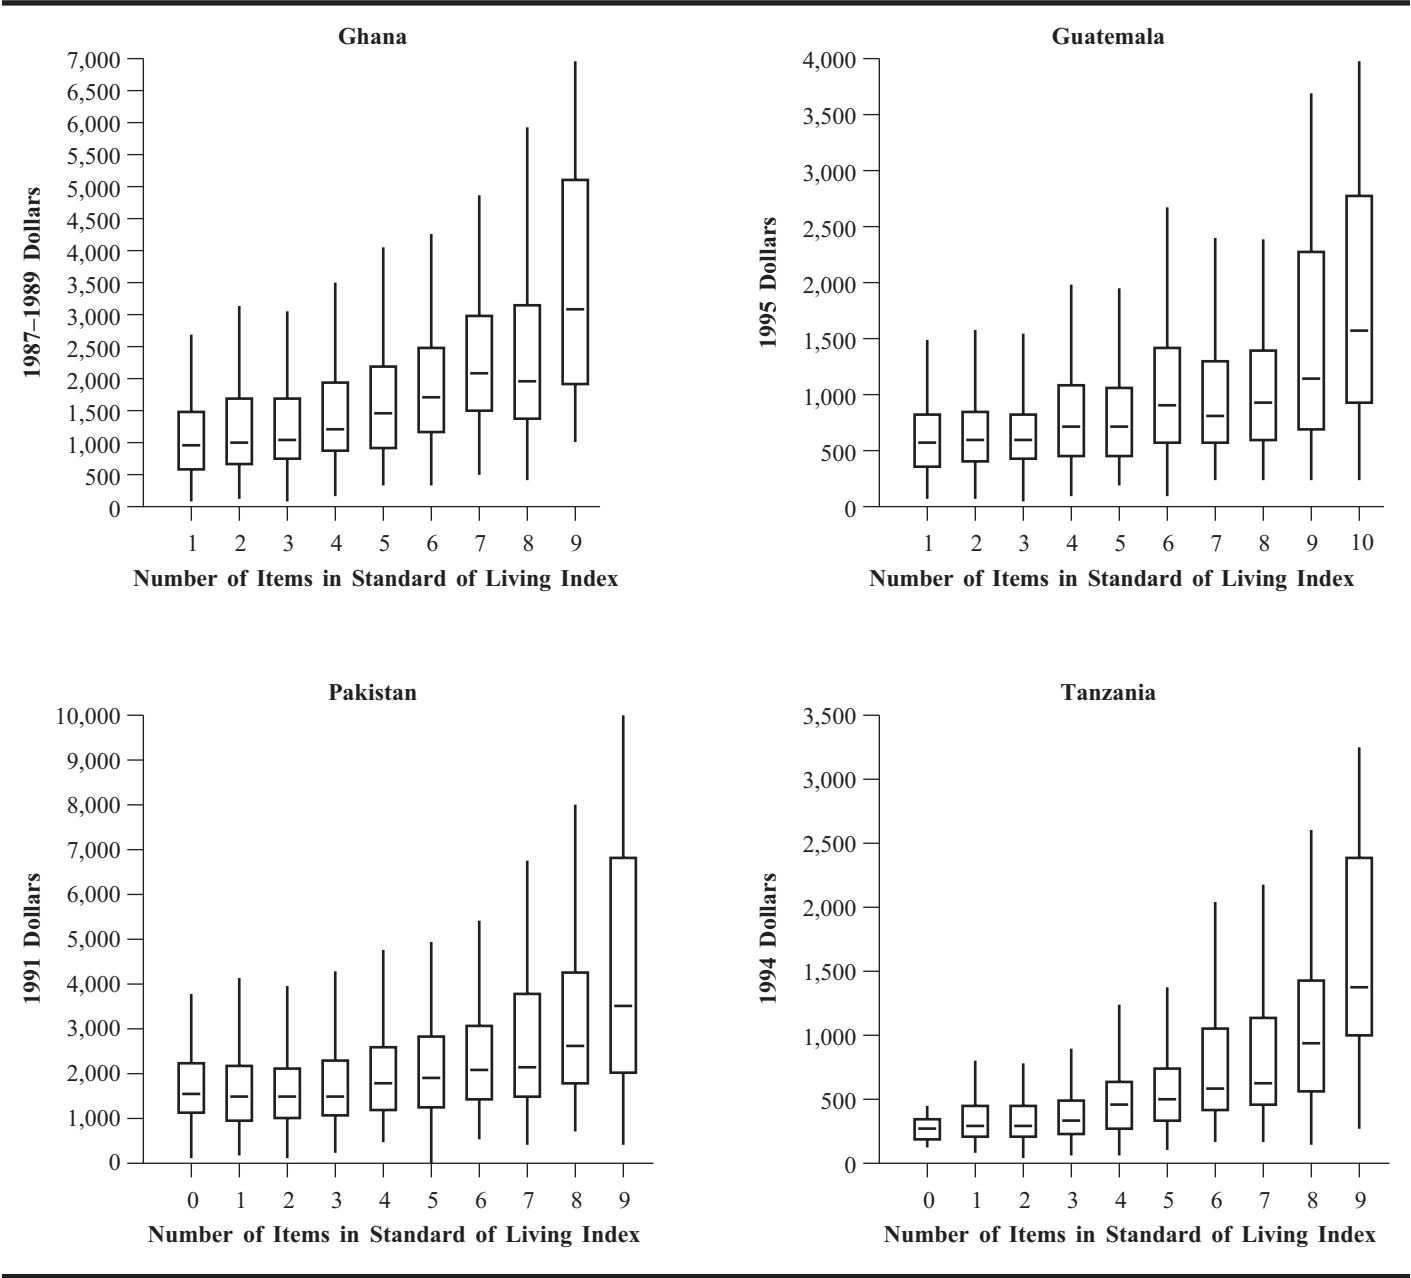 Ghana
7,000
6,500
6,000
5,500
5,000
4,500
4,000
3,500
3,000
2,500
2,000
1,500
1,000
500
0
1987–1989 Dollars
1 2 3 4 5 6 7 8 9
Number of Items in Standard of Living Index
Guatemala
4,000
3,500
3,000
2,500
2,000
1,500
1,000
500
0
1995 Dollars
1 2 3 4 5 6 7 8 9 10
Number of Items in Standard of Living Index
Pakistan
10,000
9,000
8,000
7,000
6,000
5,000
4,000
3,000
2,000
1,000
0
1991 Dollars
0 1 2 3 4 5 6 7 8 9
Number of Items in Standard of Living Index
Tanzania
3,500
3,000
2,500
2,000
1,500
1,000
500
0
1994 Dollars
0 1 2 3 4 5 6 7 8 9
Number of Items in Standard of Living Index